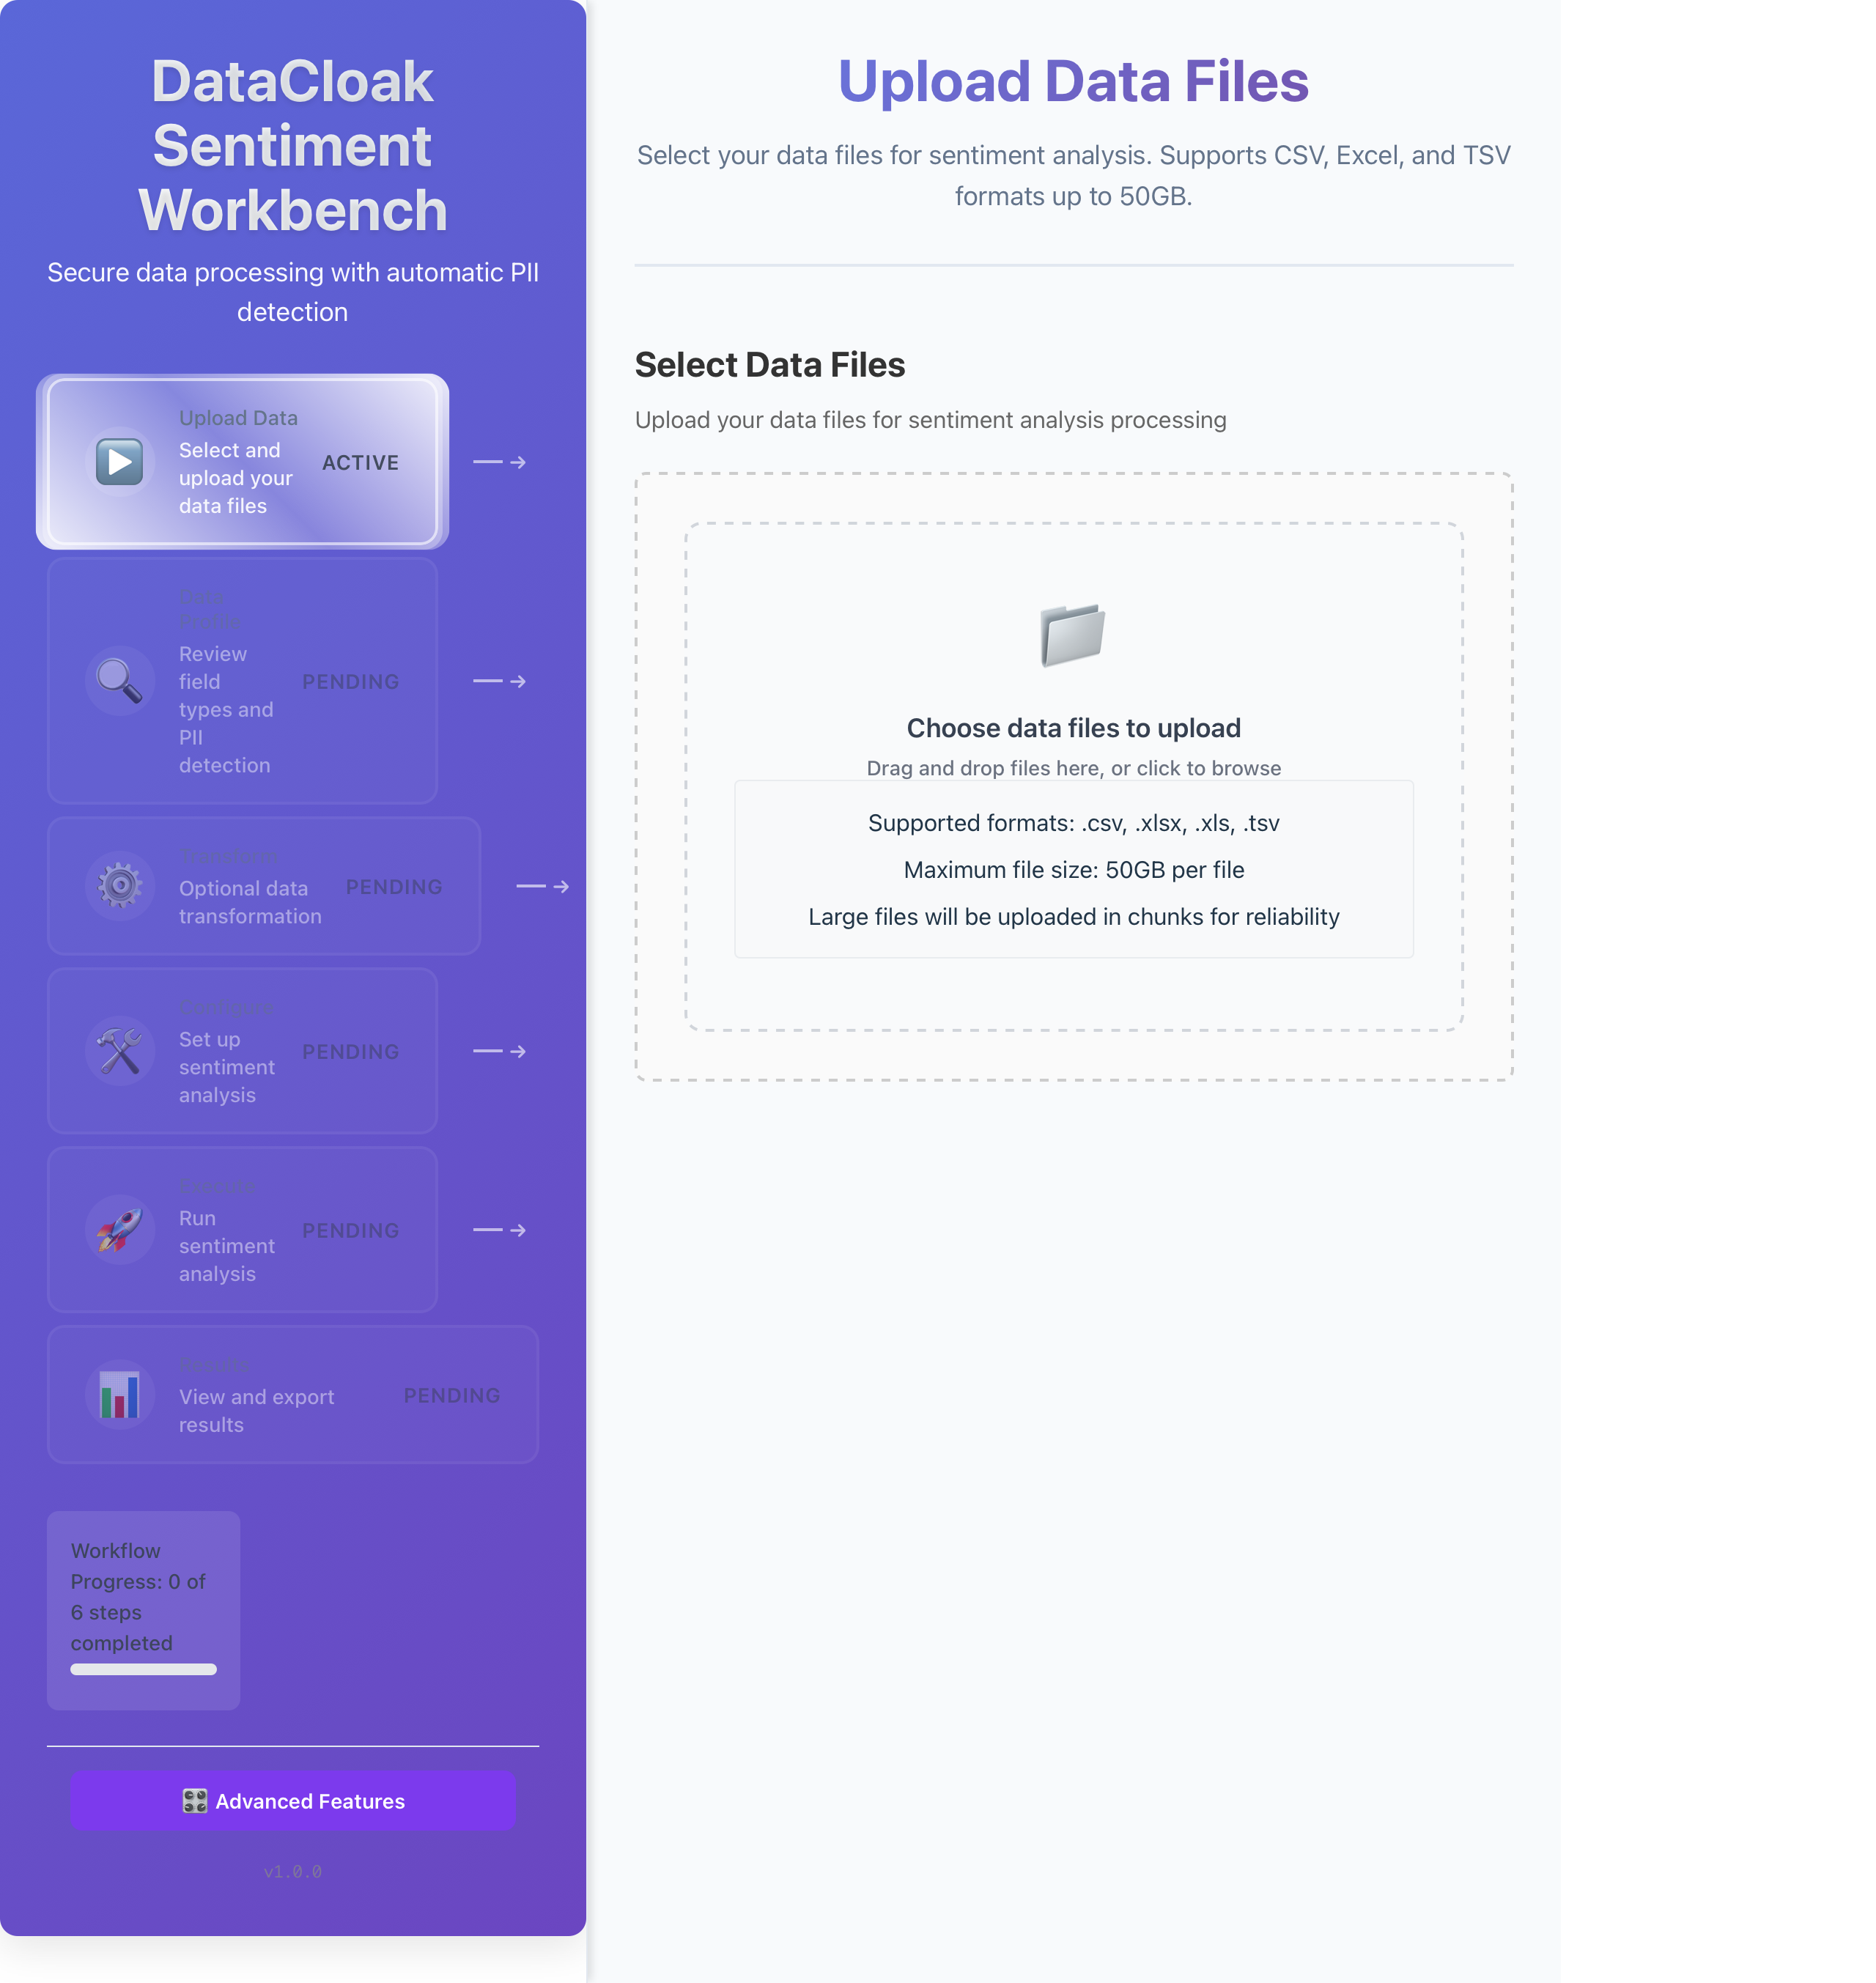 DataCloak
Sentiment
Workbench
Secure data processing with automatic PII
detection
Upload Data
Select and
upload your
data files
ACTIVE
Data
Profile
Review
field
types and
PII
detection
PENDING
Transform
Optional data
transformation
PENDING
Configure
Set up
sentiment
analysis
PENDING
Execute
Run
sentiment
analysis
PENDING
Results
View and export
results
PENDING
Workflow
Progress: 0 of
6 steps
completed
Advanced Features
v1.0.0
Upload Data Files
Select your data files for sentiment analysis. Supports CSV, Excel, and TSV
formats up to 50GB.
Select Data Files
Upload your data files for sentiment analysis processing
Choose data files to upload
Drag and drop files here, or click to browse
Supported formats: .csv, .xlsx, .xls, .tsv
Maximum file size: 50GB per file
Large files will be uploaded in chunks for reliability